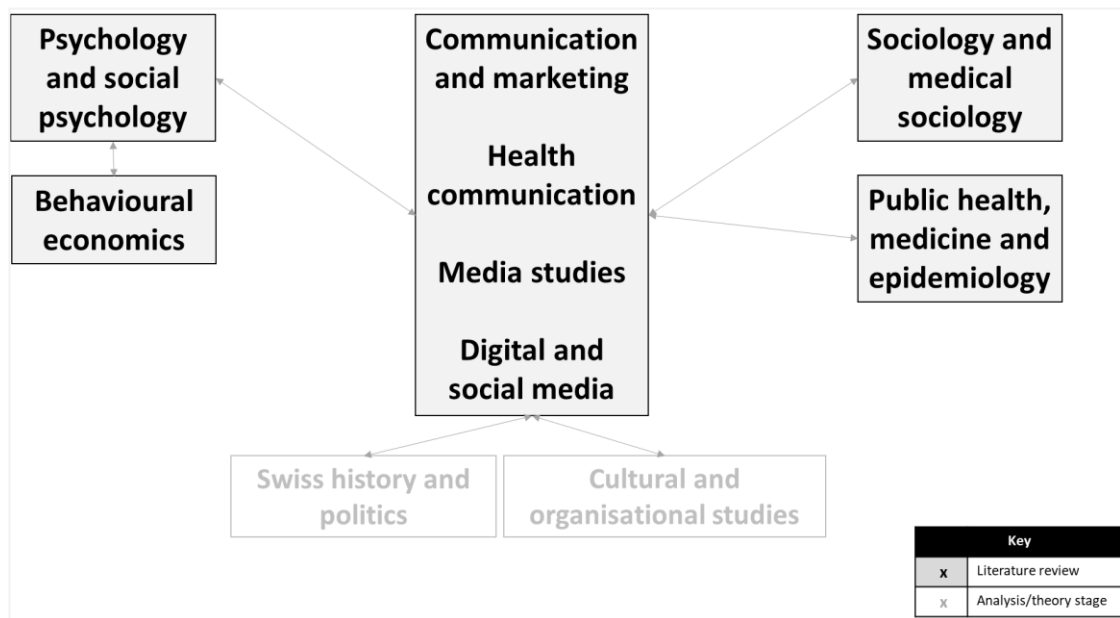 Psychology
and social
psychology
Behavioural
economics
Communication
and marketing
Health
communication
Media studies
Digital and
social media
Sociology and
medical
sociology
Public health,
medicine and
epidemiology
Swiss history and
politics
Cultural and
organisational studies
Key
x Literature review
x Analysis/theory stage